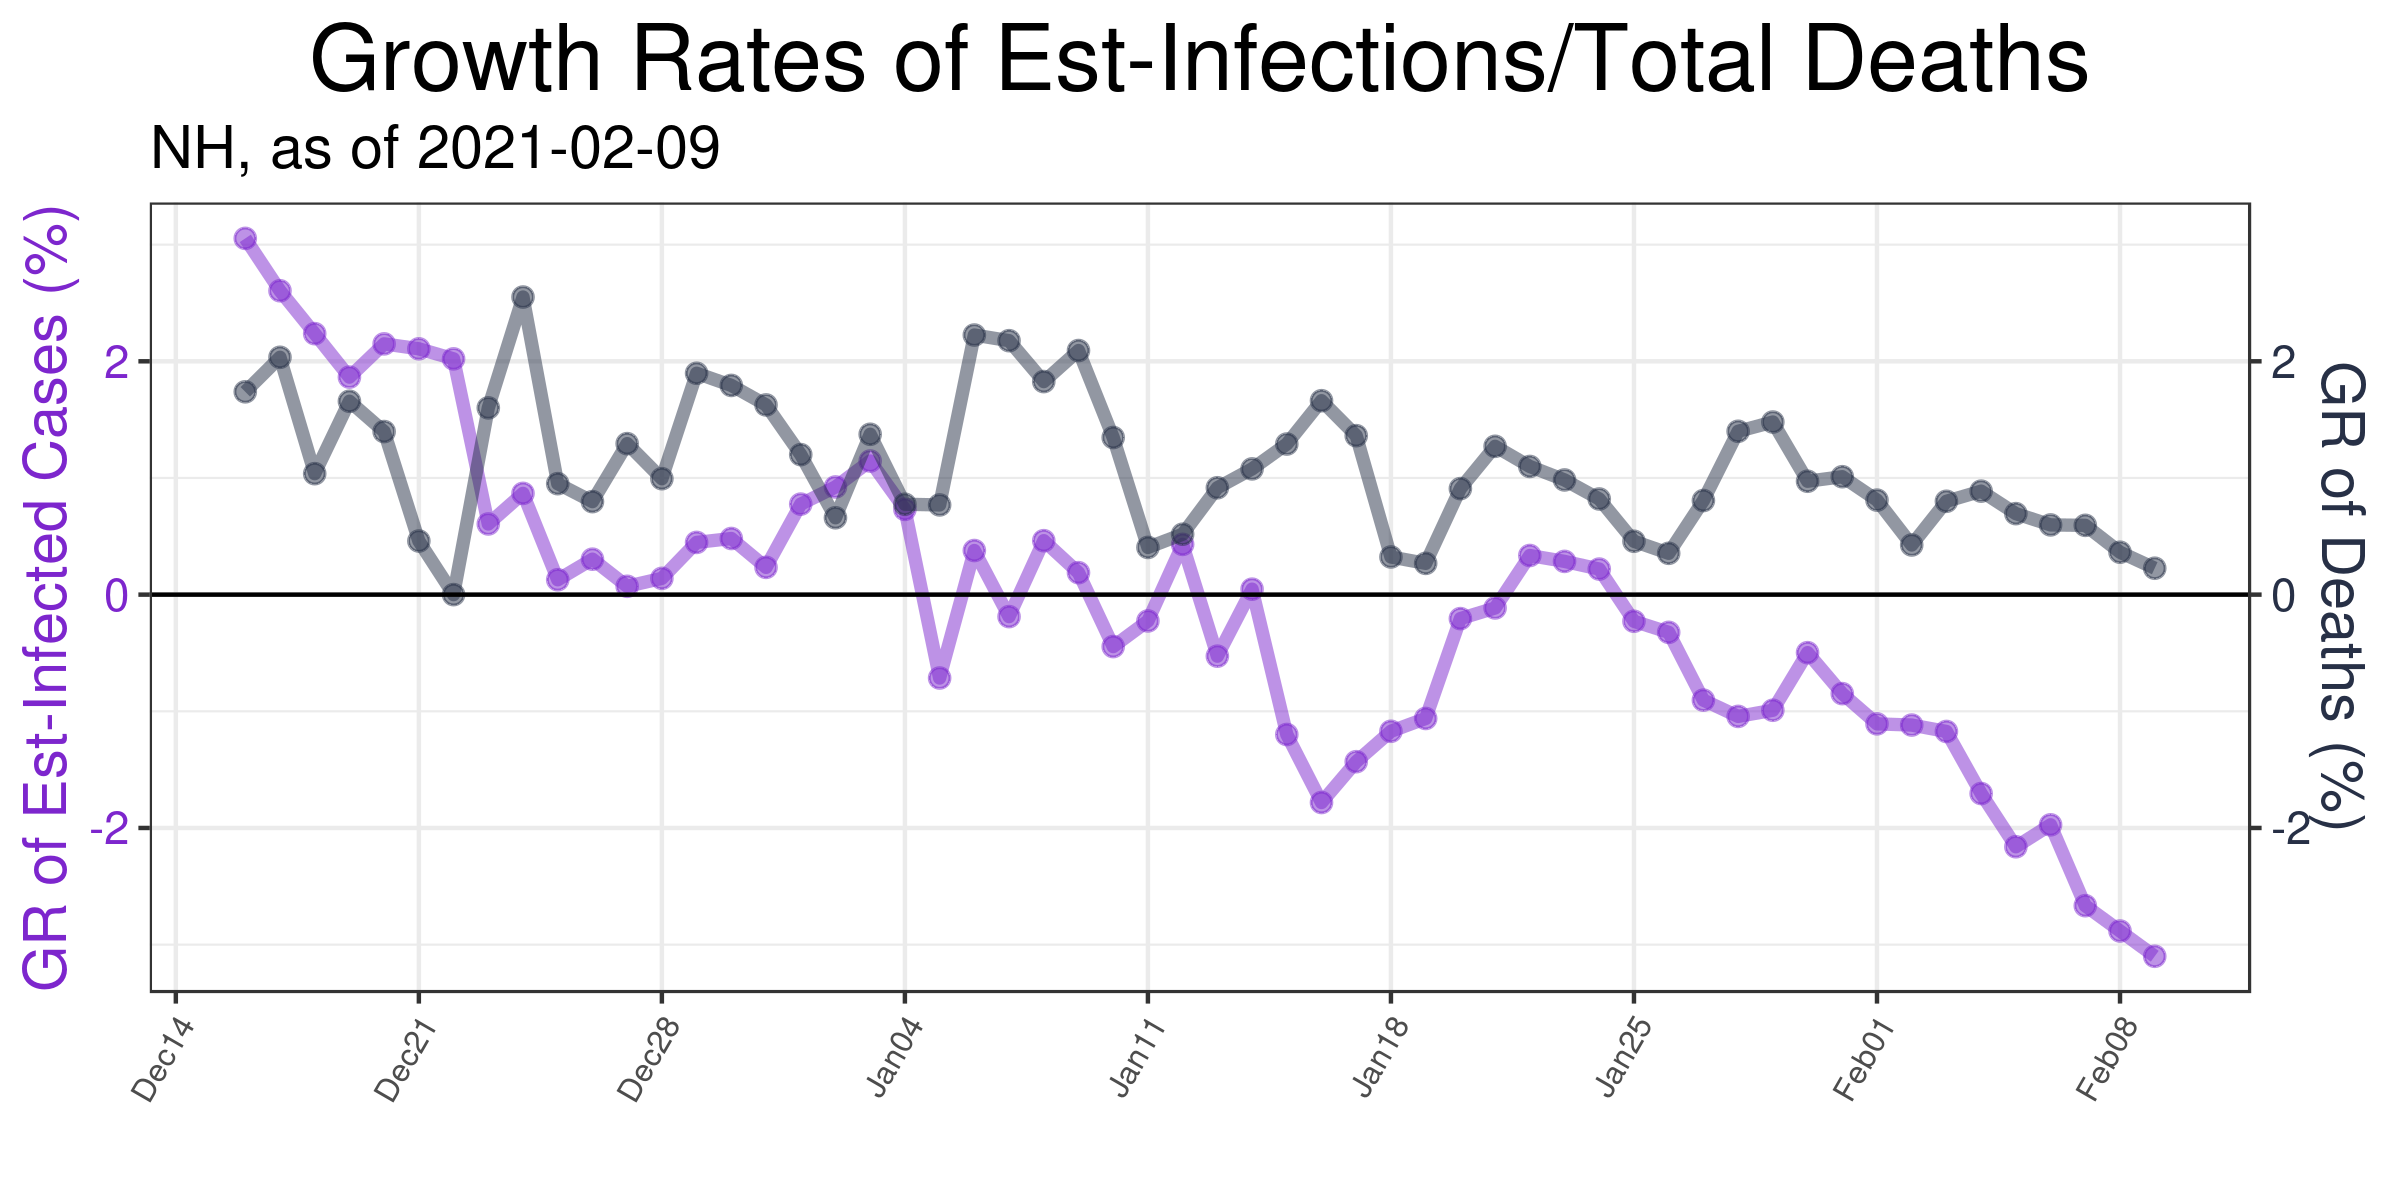 Growth Rates of Est-Infections/Total Deaths
NH, as of 2021-02-09
GR of Est-Infected Cases (%)
2
0
-2
2
0
-2
GR of Deaths (%)
Dec14
Dec21
Dec28
Jan04
Jan11
Jan18
Jan25
Feb01
Feb08